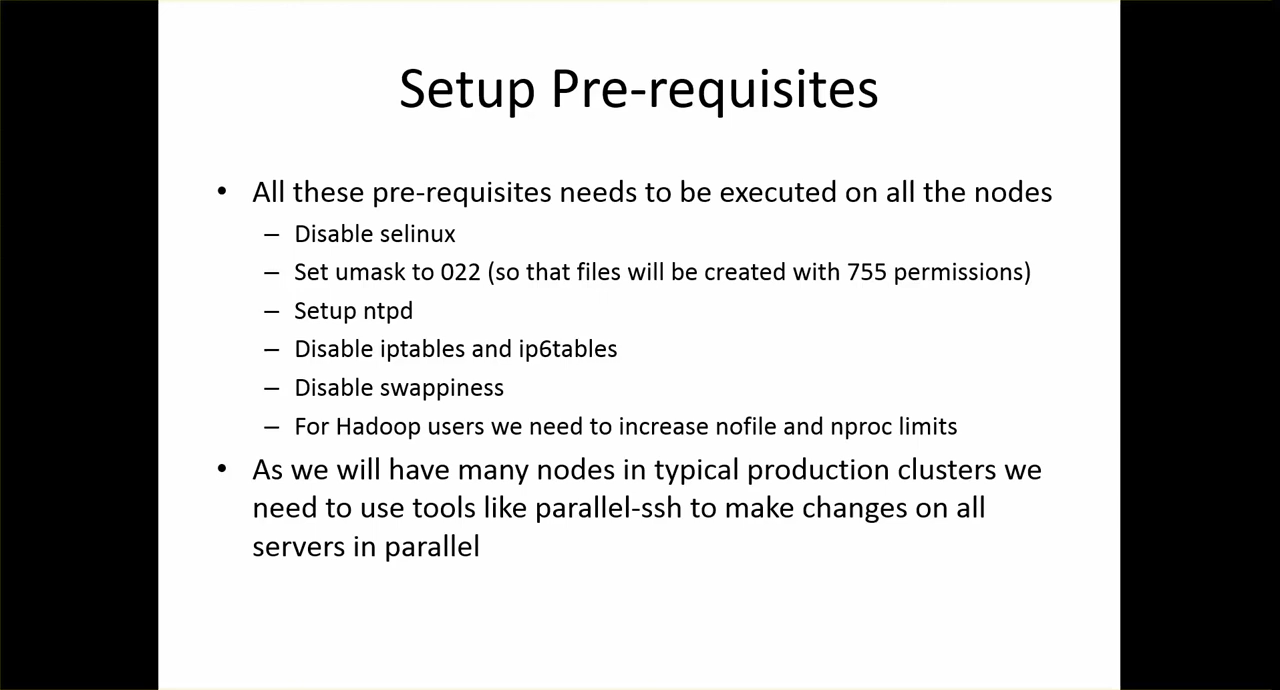 Setup Pre-requisites
• All these pre-requisites needs to be executed on all the nodes
– Disable selinux
– Set umask to 022 (so that files will be created with 755 permissions)
– Setup ntpd
– Disable iptables and ip6tables
– Disable swappiness
– For Hadoop users we need to increase nofile and nproc limits
• As we will have many nodes in typical production clusters we
need to use tools like parallel-ssh to make changes on all
servers in parallel